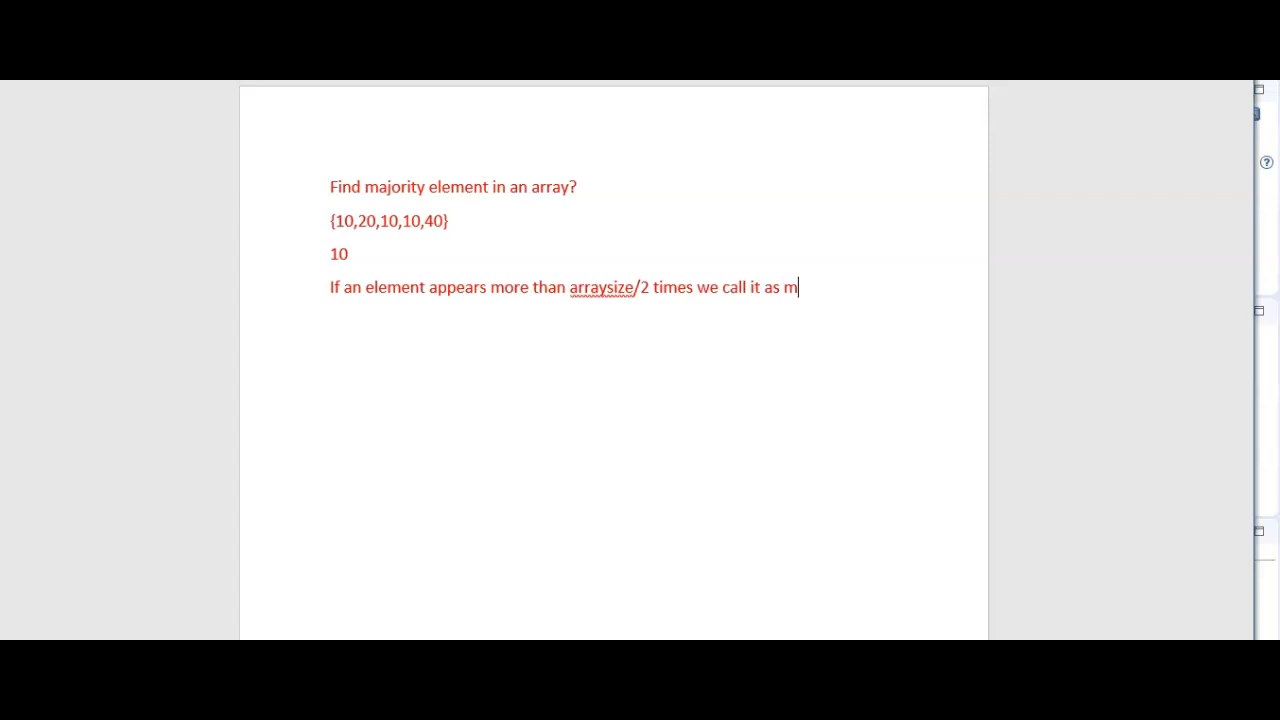 Find majority element in an array?
{10,20,10,10,40}
10
If an element appears more than arraysize/2 times we call it as m